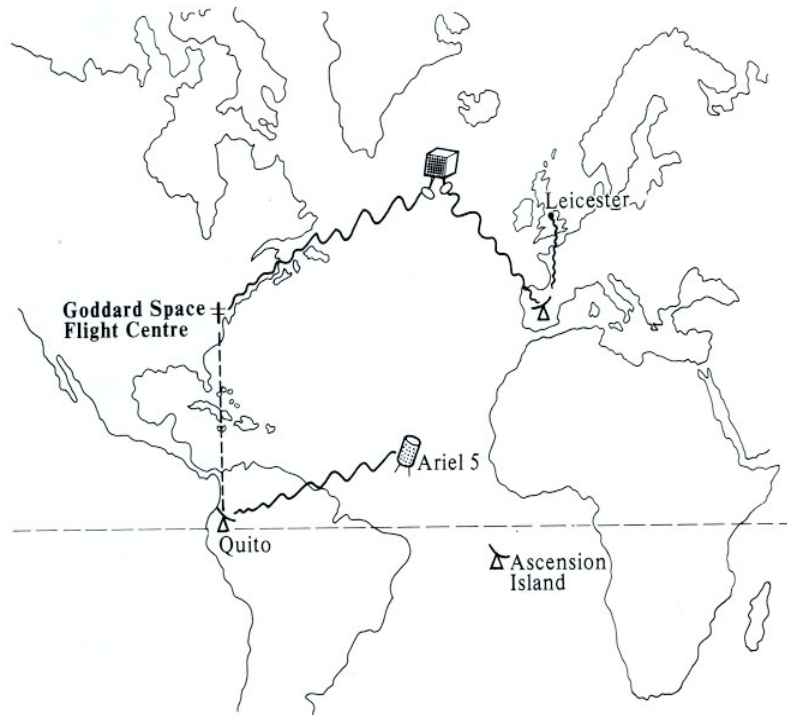 Leicester
Goddard Space
Flight Centre
Ariel 5
Quito
Ascension
Island